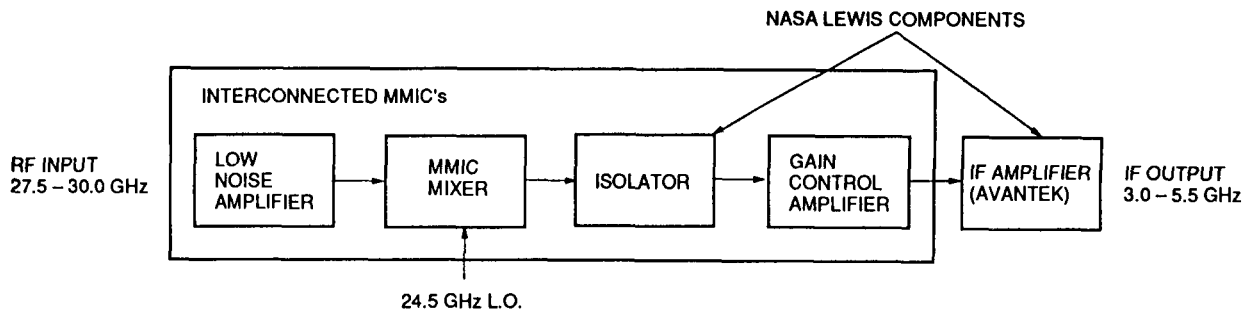 NASA LEWIS COMPONENTS
INTERCONNECTED MMIC's
RF INPUT
27.5 – 30.0 GHz
LOW
NOISE
AMPLIFIER
MMIC
MIXER
ISOLATOR
GAIN
CONTROL
AMPLIFIER
IF AMPLIFIER
(AVANTEK)
IF OUTPUT
3.0 – 5.5 GHz
24.5 GHz L.O.